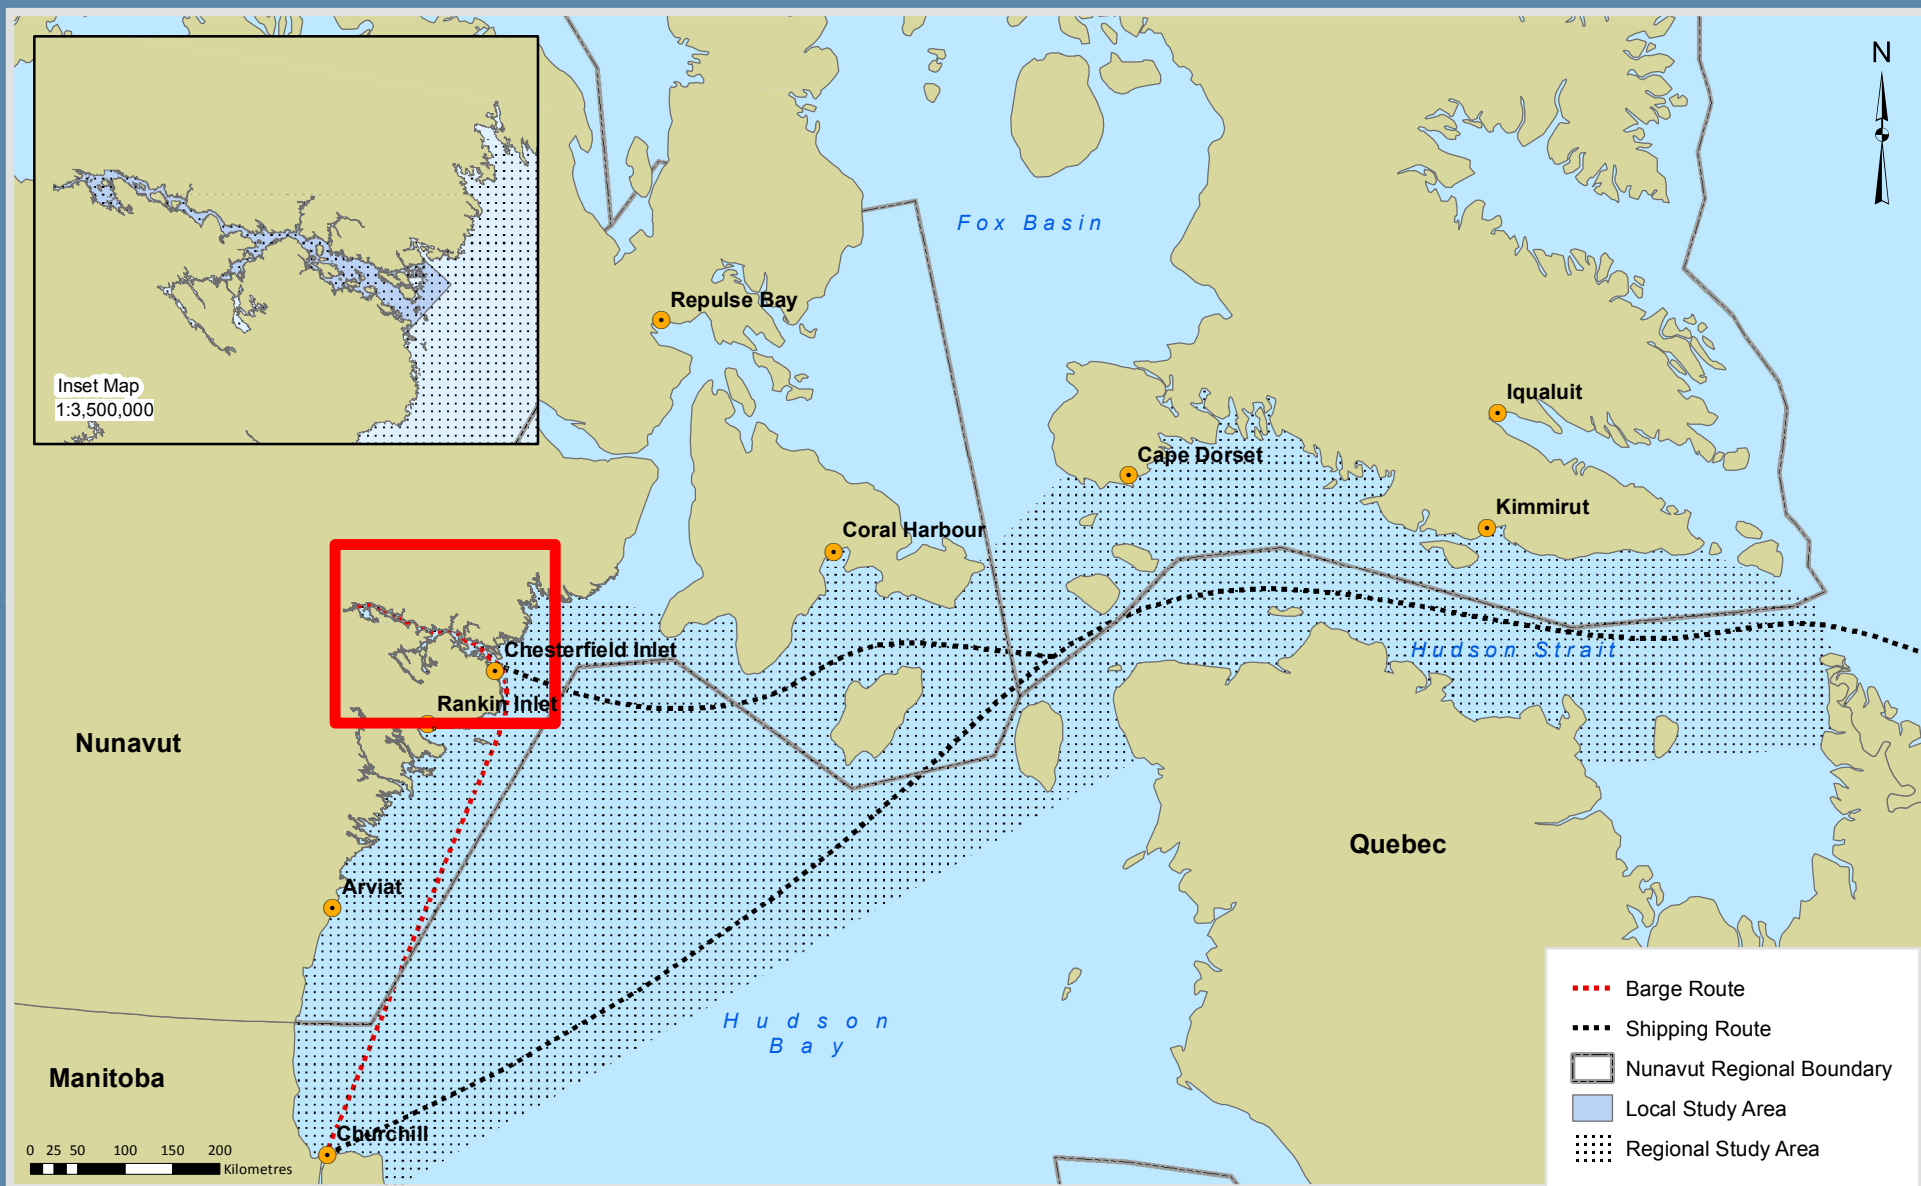 N
Fox Basin
Repulse Bay
Inset Map
1:3,500,000
Iqualuit
Cape Dorset
Kimmirut
Coral Harbour
Chesterfield Inlet
Hudson Strait
Rankin Inlet
Nunavut
Quebec
Arviat
Hudson
Bay
Manitoba
Churchill
0 25 50 100 150 200
Kilometres
Barge Route
Shipping Route
Nunavut Regional Boundary
Local Study Area
Regional Study Area